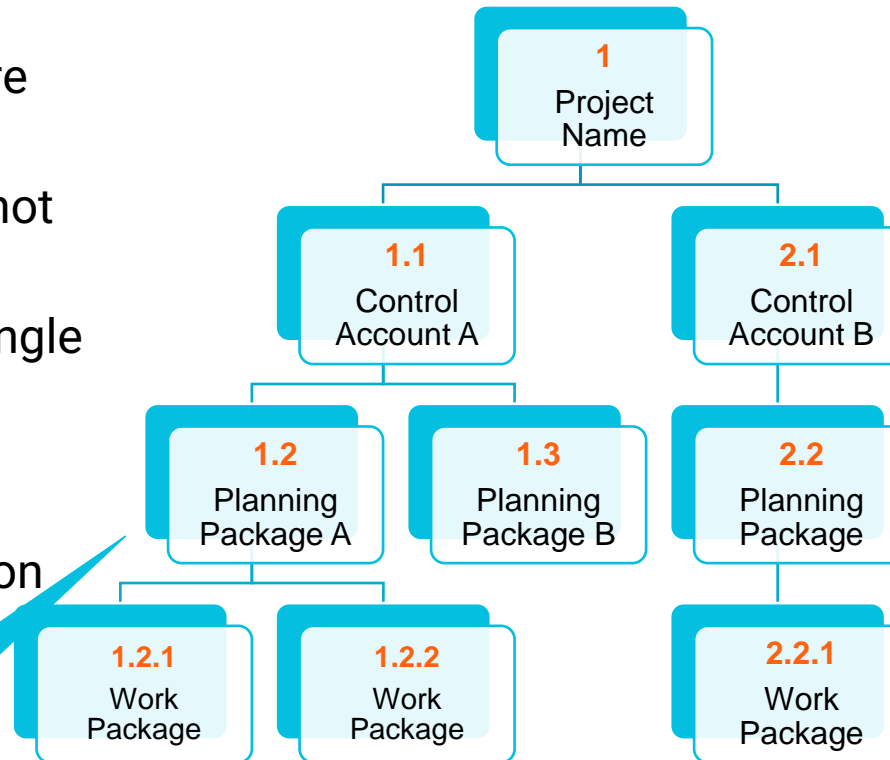 re
not
ngle
on
1
Project
Name
1.1
Control
Account A
2.1
Control
Account B
1.2
Planning
Package A
1.3
Planning
Package B
2.2
Planning
Package
1.2.1
Work
Package
1.2.2
Work
Package
2.2.1
Work
Package